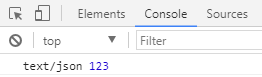 Elements Console Sources
top Filter
text/json 123